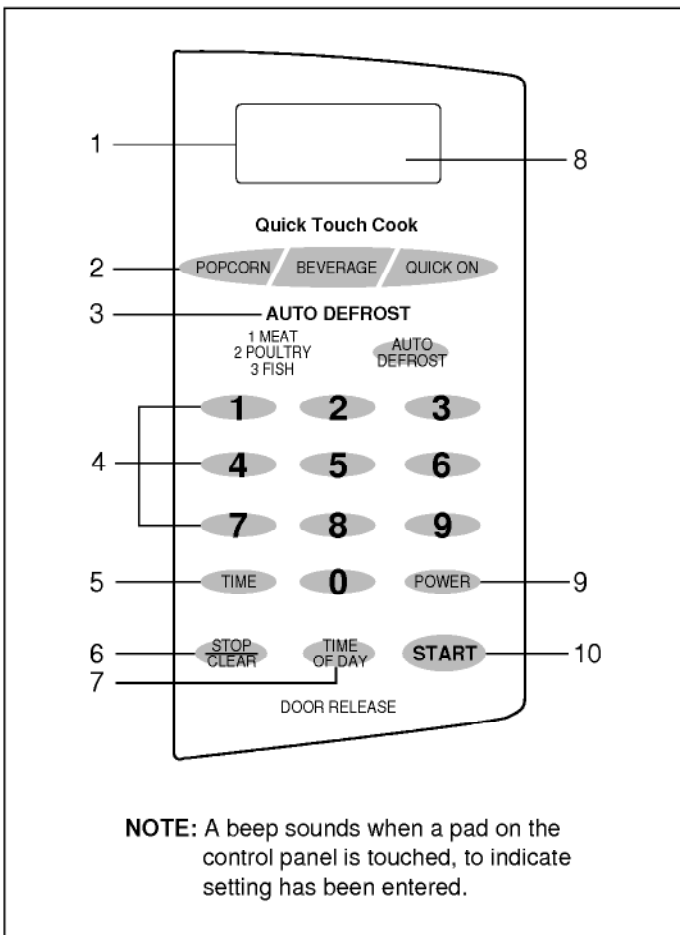 1
8
Quick Touch Cook
2
POPCORN BEVERAGE QUICK ON
3
AUTO DEFROST
1 MEAT
2 POULTRY
3 FISH
AUTO
DEFROST
1 2 3
4
4 5 6
7 8 9
5
TIME 0 POWER
9
6
STOP
CLEAR
TIME
OF DAY
START
10
7
DOOR RELEASE
NOTE: A beep sounds when a pad on the
control panel is touched, to indicate
setting has been entered.